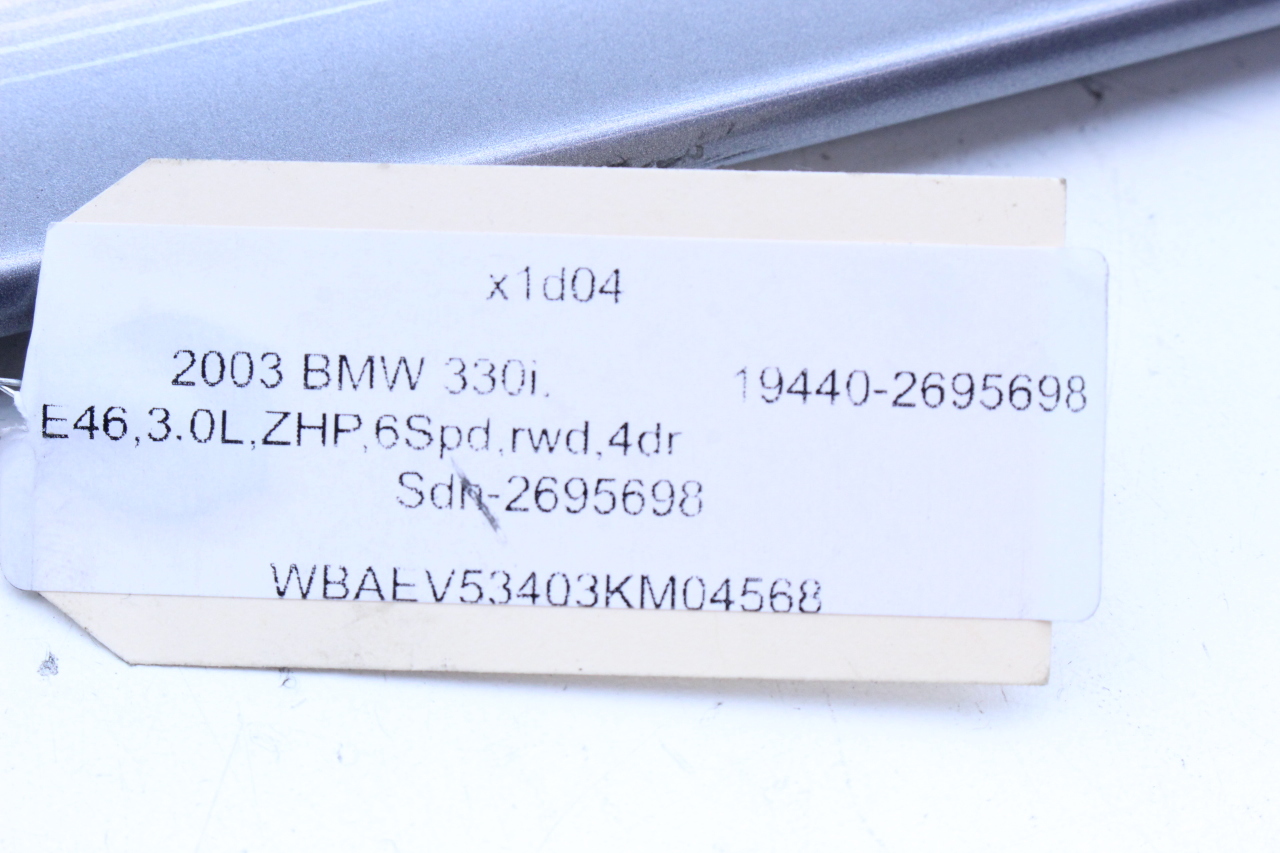 x1d04
2003 BMW 330i,
19440-2695698
E46,3.0L,ZHP,6Spd,rwd,4dr
Sdn-2695698
WBAEV53403KM04568